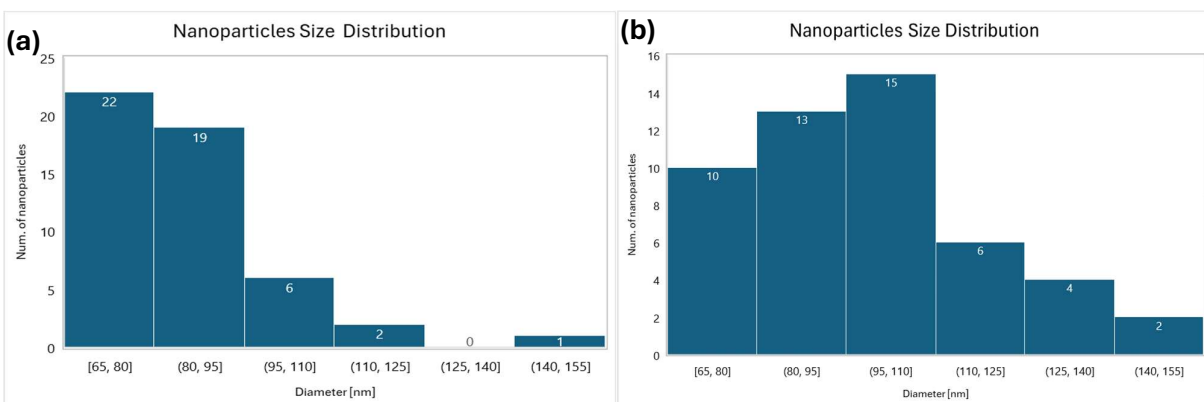 (a)
Nanoparticles Size Distribution
Num. of nanoparticles
25
20
15
10
5
0
22
19
6
2
0
1
[65, 80] (80, 95] (95, 110] (110, 125] (125, 140] (140, 155]
Diameter [nm]
(b)
Nanoparticles Size Distribution
Num. of nanoparticles
16
14
12
10
8
6
4
2
0
10
13
15
6
4
2
[65, 80] (80, 95] (95, 110] (110, 125] (125, 140] (140, 155]
Diameter [nm]